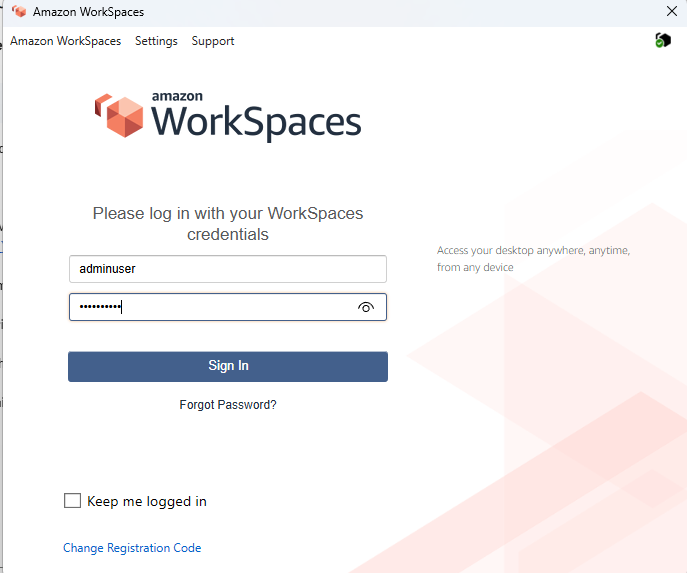 Amazon WorkSpaces
Amazon WorkSpaces Settings Support
amazon
WorkSpaces
Please log in with your WorkSpaces
credentials
adminuser
••••••••••
Sign In
Forgot Password?
Keep me logged in
Change Registration Code
Access your desktop anywhere, anytime,
from any device